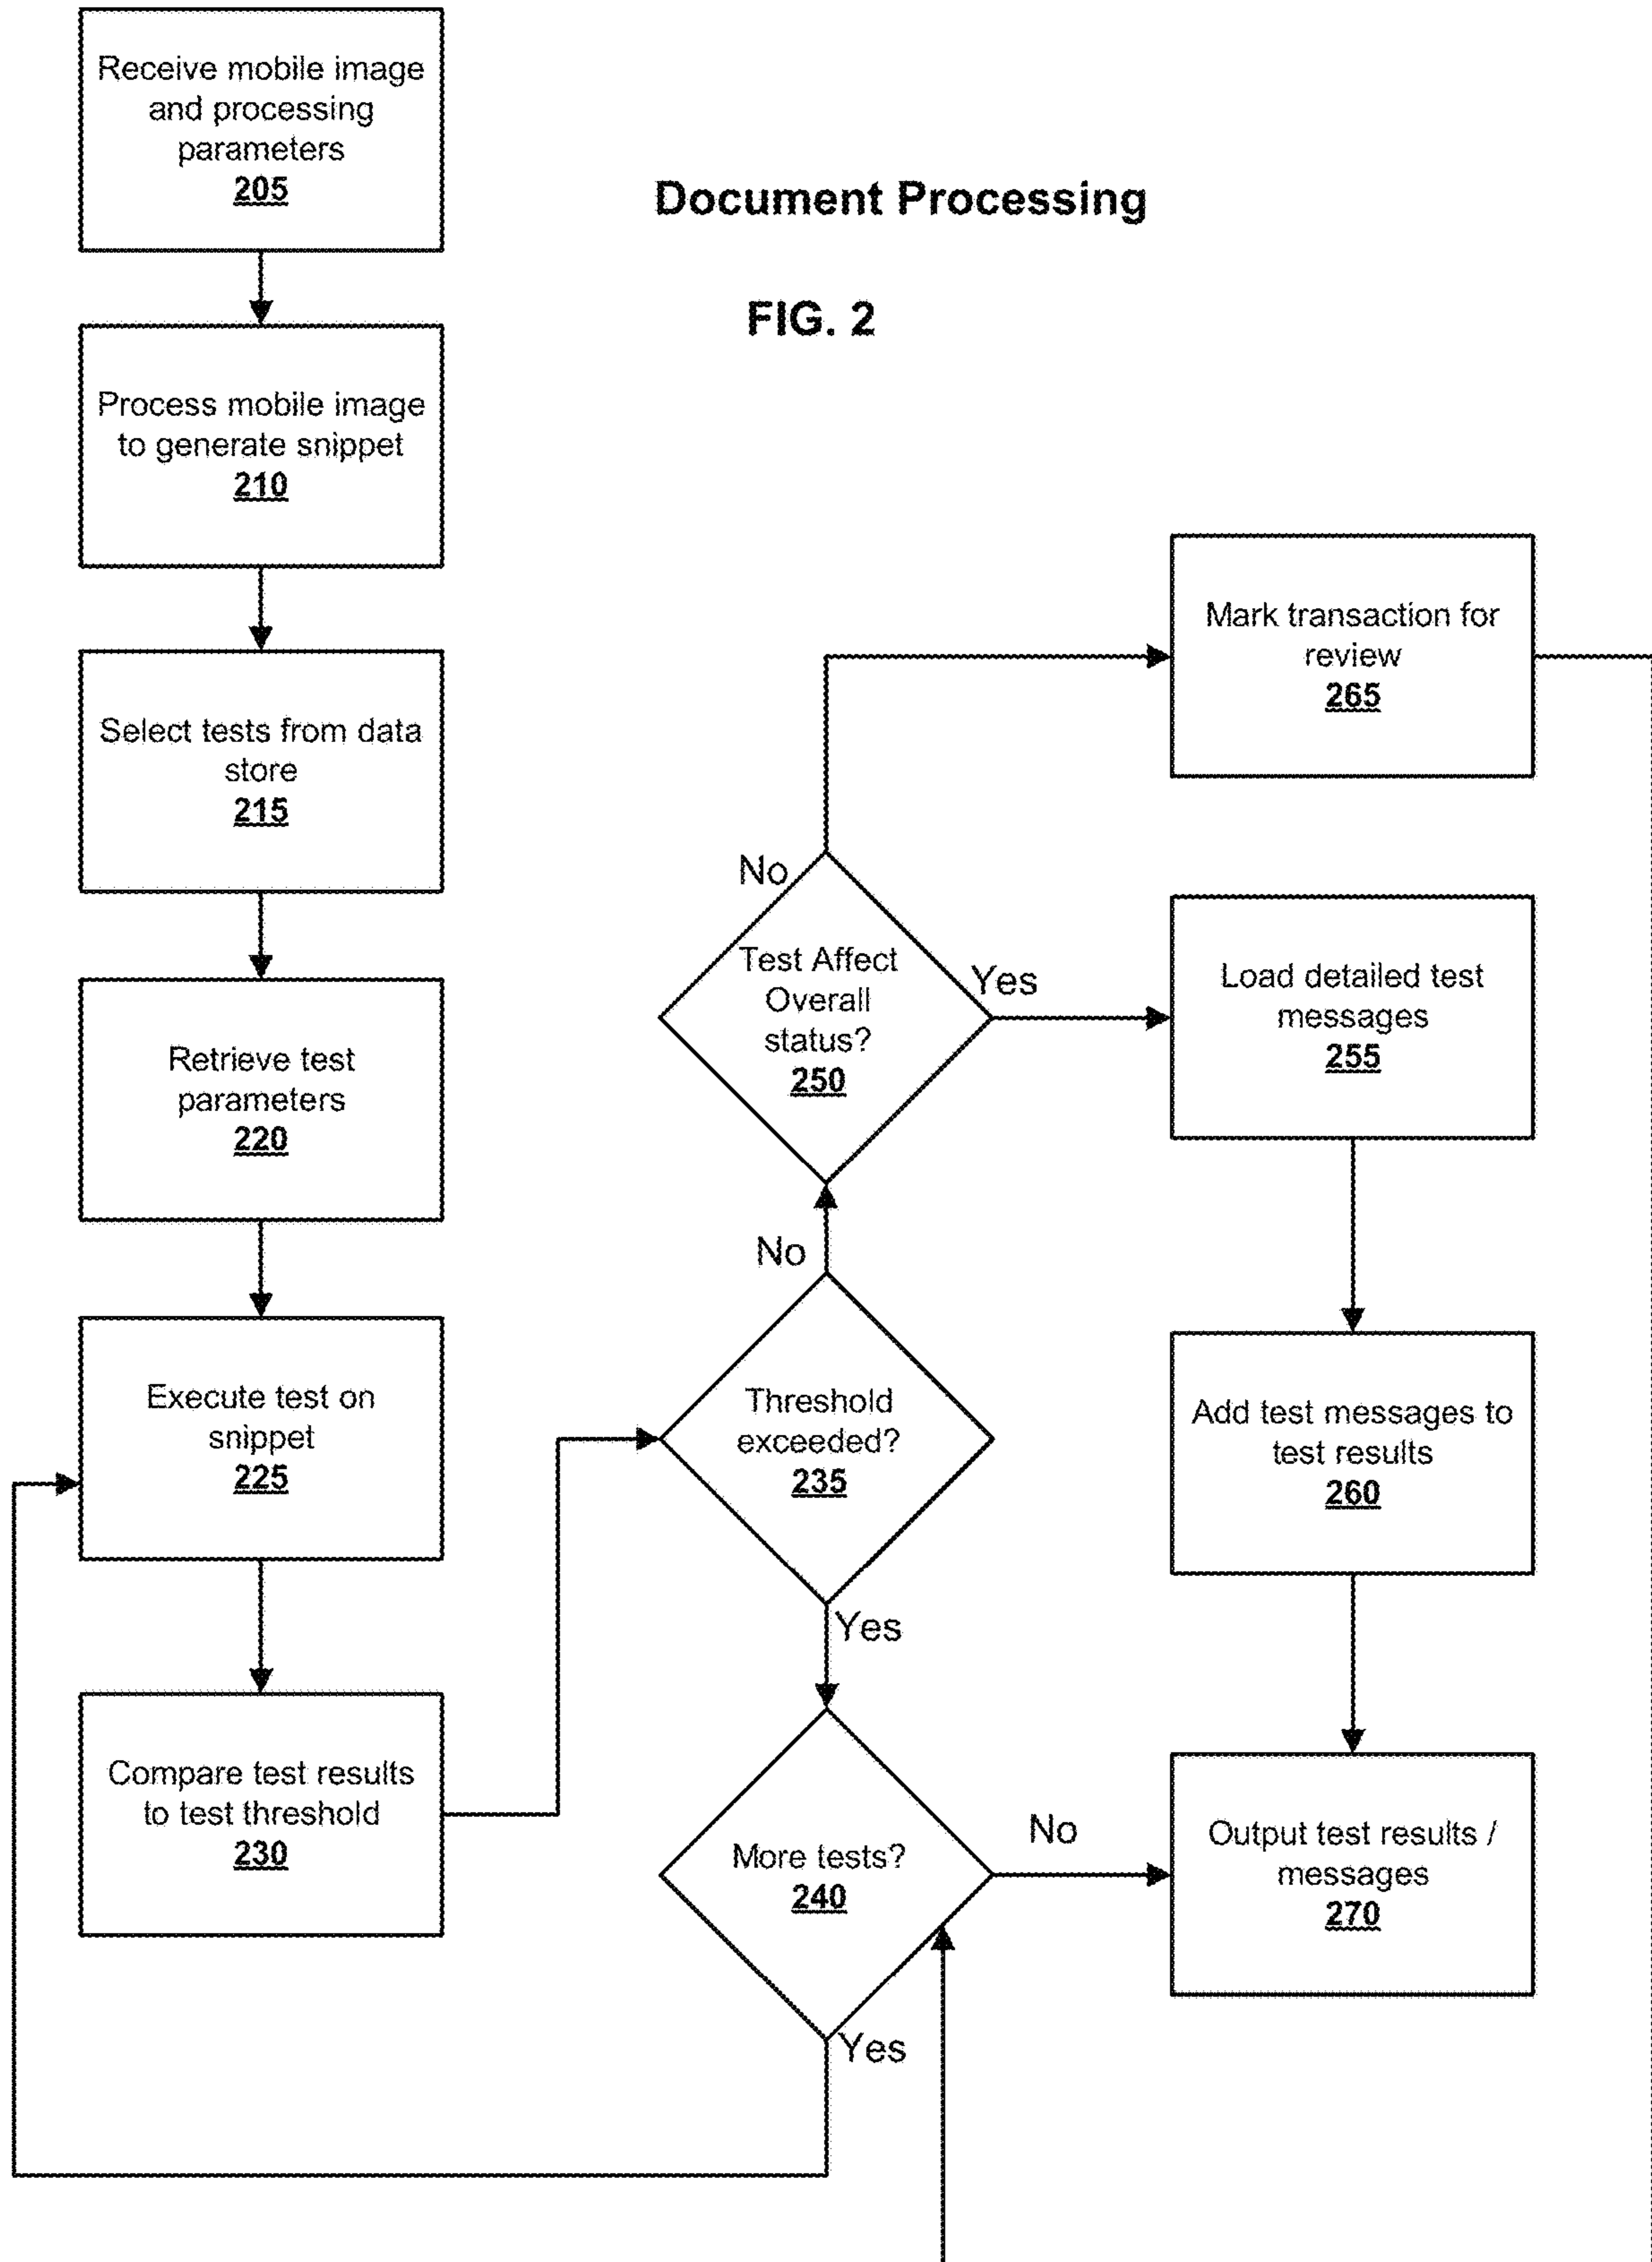 Receive mobile image
and processing
parameters
205
Document Processing
FIG. 2
Process mobile image
to generate snippet
210
Select tests from data
store
215
Retrieve test
parameters
220
Execute test on
snippet
225
Compare test results
to test threshold
230
Threshold
exceeded?
235
No
Yes
Test Affect
Overall
status?
250
No
Yes
Mark transaction for
review
265
Load detailed test
messages
255
Add test messages to
test results
260
More tests?
240
No
Yes
Output test results /
messages
270